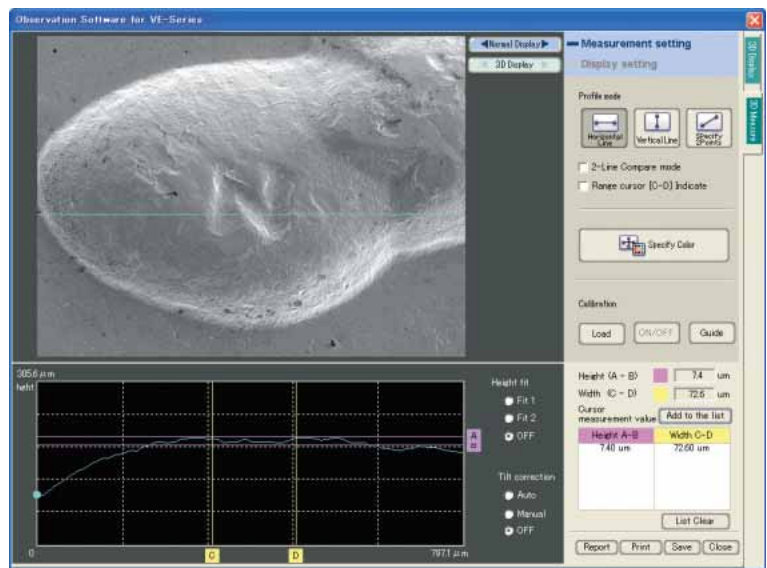 Observation Software for VE-Series
◀Normal Display▶
3D Display
Measurement setting
Display setting
3D Display
3D Measure
Profile mode
Horizontal Line
Vertical Line
Specify 2Points
2-Line Compare mode
Range cursor [C-D] Indicate
Specify Color
Calibration
Load
ON/OFF
Guide
305.6 μm
Height fit
Fit 1
Fit 2
OFF
Tilt correction
Auto
Manual
OFF
A
B
0
C
D
797.1 μm
Height (A - B) 7.4 um
Width (C - D) 72.6 um
Cursor
measurement value
Add to the list
Height A-B Width C-D
7.40 um 72.60 um
List Clear
Report Print Save Close